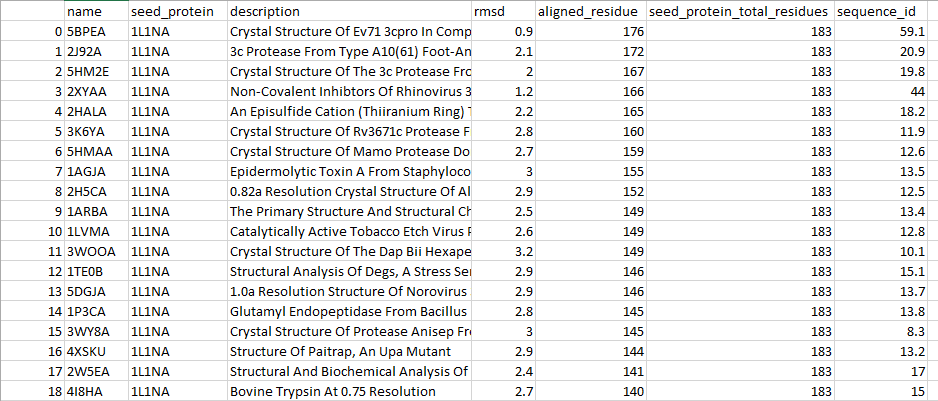 name seed_protein description rmsd aligned_residue seed_protein_total_residues sequence_id
0 5BPEA 1L1NA Crystal Structure Of Ev71 3cpro In Comp 0.9 176 183 59.1
1 2J92A 1L1NA 3c Protease From Type A10(61) Foot-An 2.1 172 183 20.9
2 5HM2E 1L1NA Crystal Structure Of The 3c Protease Fro 2 167 183 19.8
3 2XYAA 1L1NA Non-Covalent Inhibtors Of Rhinovirus 3 1.2 166 183 44
4 2HALA 1L1NA An Episulfide Cation (Thiiranium Ring) T 2.2 165 183 18.2
5 3K6YA 1L1NA Crystal Structure Of Rv3671c Protease F 2.8 160 183 11.9
6 5HMAA 1L1NA Crystal Structure Of Mamo Protease Do 2.7 159 183 12.6
7 1AGJA 1L1NA Epidermolytic Toxin A From Staphyloco 3 155 183 13.5
8 2H5CA 1L1NA 0.82a Resolution Crystal Structure Of Al 2.9 152 183 12.5
9 1ARBA 1L1NA The Primary Structure And Structural Ch 2.5 149 183 13.4
10 1LVMA 1L1NA Catalytically Active Tobacco Etch Virus P 2.6 149 183 12.8
11 3WOOA 1L1NA Crystal Structure Of The Dap Bii Hexape 3.2 149 183 10.1
12 1TE0B 1L1NA Structural Analysis Of Degs, A Stress Se 2.9 146 183 15.1
13 5DGJA 1L1NA 1.0a Resolution Structure Of Norovirus 2.9 146 183 13.7
14 1P3CA 1L1NA Glutamyl Endopeptidase From Bacillus 2.8 145 183 13.8
15 3WY8A 1L1NA Crystal Structure Of Protease Anisep Fr 3 145 183 8.3
16 4XSKU 1L1NA Structure Of Paitrap, An Upa Mutant 2.9 144 183 13.2
17 2W5EA 1L1NA Structural And Biochemical Analysis Of 2.4 141 183 17
18 4I8HA 1L1NA Bovine Trypsin At 0.75 Resolution 2.7 140 183 15